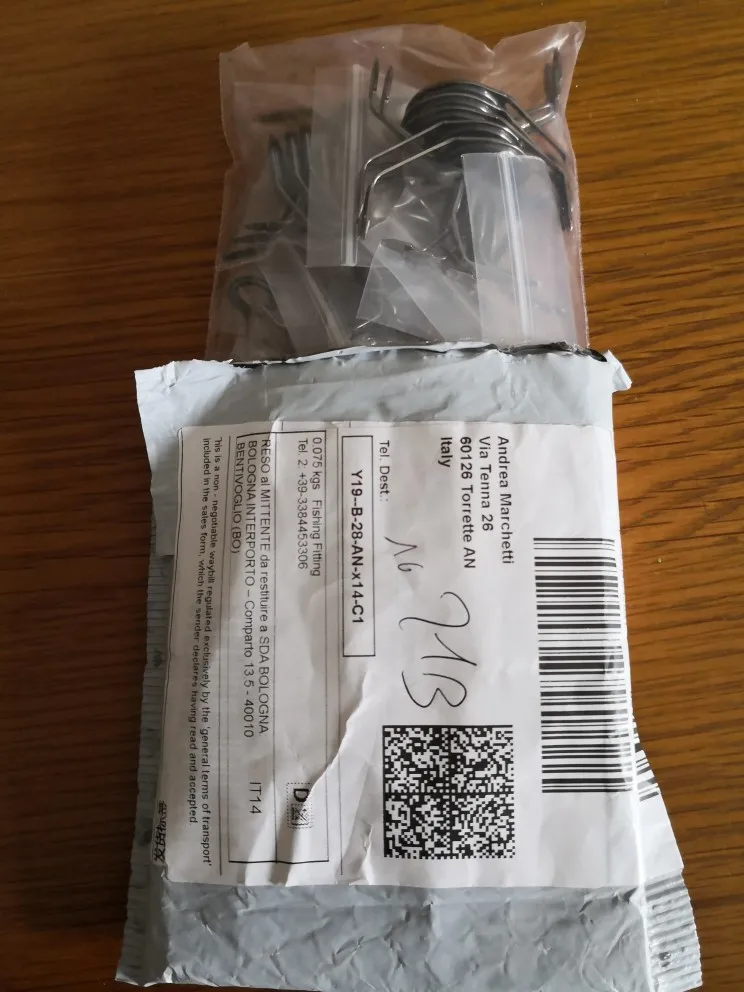 Andrea Marchetti
Via Tenna 26
60126 Torrette AN
Italy
Tel. Dest.:
Y19--B-28-AN-x14-C1
0.075 kgs Fishing Fitting
Tel. 2: +39-3384453306
RESO al MITTENTE da restituire a SDA BOLOGNA
BOLOGNA INTERPORTO – Comparto 13.5 - 40010
BENTIVOGLIO (BO)
IT14
This is a non - negotiable waybill regulated exclusively by the 'general terms of transport'
included in the sales form, which the sender declares having read and accepted